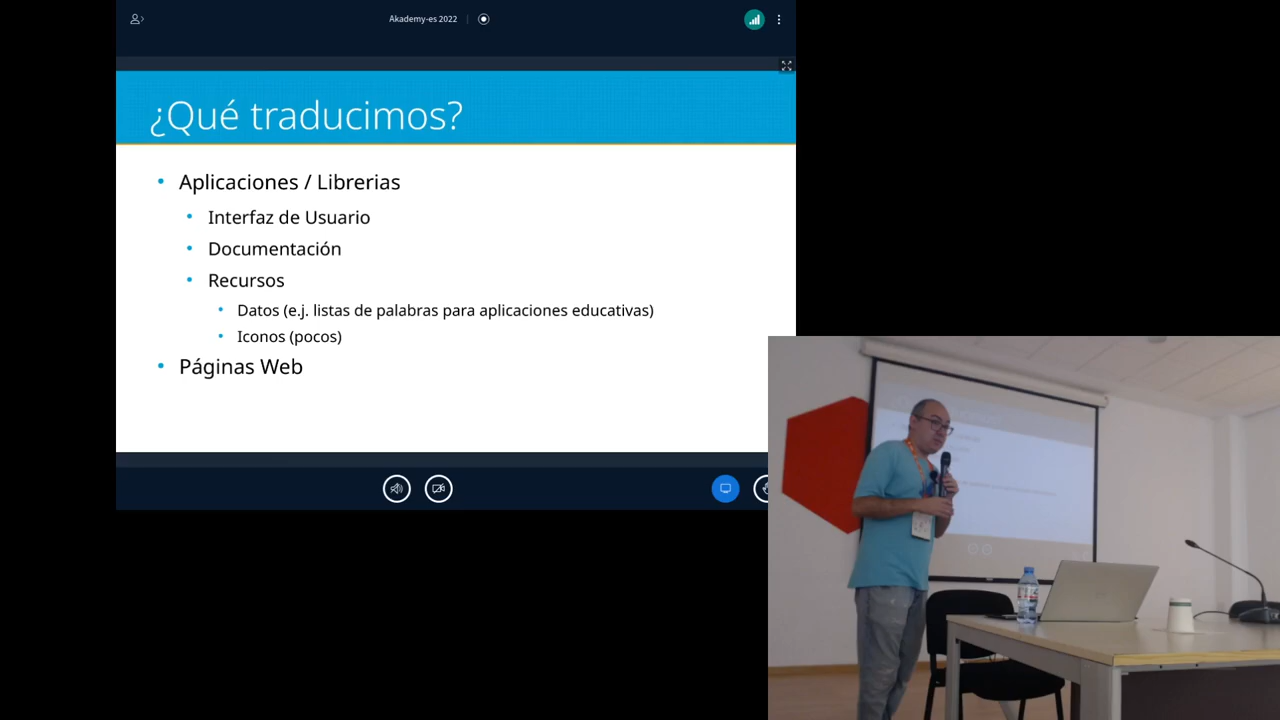 Akademy-es 2022
¿Qué traducimos?
Aplicaciones / Librerias
Interfaz de Usuario
Documentación
Recursos
Datos (e.j. listas de palabras para aplicaciones educativas)
Iconos (pocos)
Páginas Web